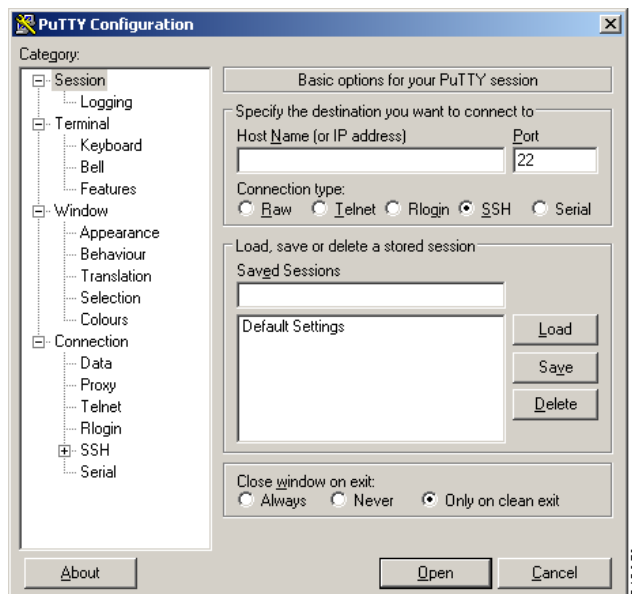 PuTTY Configuration
Category:
Session
Logging
Terminal
Keyboard
Bell
Features
Window
Appearance
Behaviour
Translation
Selection
Colours
Connection
Data
Proxy
Telnet
Rlogin
SSH
Serial
Basic options for your PuTTY session
Specify the destination you want to connect to
Host Name (or IP address) Port
22
Connection type:
Raw Telnet Rlogin SSH Serial
Load, save or delete a stored session
Saved Sessions
Default Settings
Load
Save
Delete
Close window on exit:
Always Never Only on clean exit
About Open Cancel